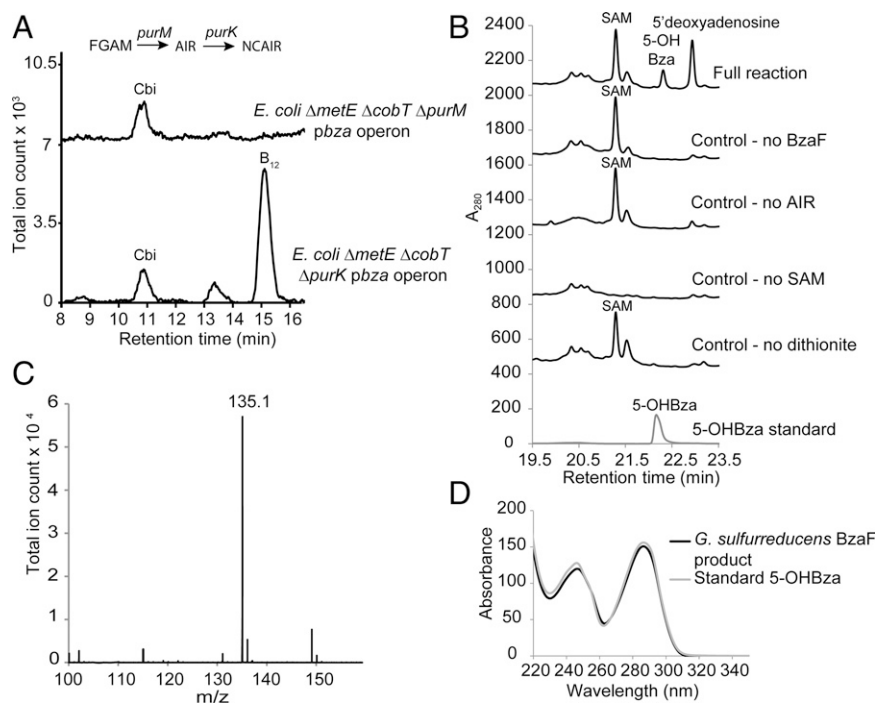 A
purM purK
FGAM AIR NCAIR
10.5
7
3.5
0
Total ion count x 10³
Cbi
E. coli ΔmetE ΔcobT ΔpurM
pbza operon
B₁₂
Cbi
E. coli ΔmetE ΔcobT
ΔpurK pbza operon
8 9 10 11 12 13 14 15 16
Retention time (min)
B
2400
2200
2000
1800
1600
1400
1200
1000
800
600
400
200
0
A₂₈₀
SAM
5'deoxyadenosine
5-OH
Bza
Full reaction
SAM
Control - no BzaF
SAM
Control - no AIR
Control - no SAM
SAM
Control - no dithionite
5-OHBza
5-OHBza standard
19.5 20.5 21.5 22.5 23.5
Retention time (min)
C
6
5
4
3
2
1
0
Total ion count x 10⁴
135.1
100 110 120 130 140 150
m/z
D
200
150
100
50
0
Absorbance
G. sulfurreducens BzaF
product
Standard 5-OHBza
220 240 260 280 290 300 320 340
Wavelength (nm)